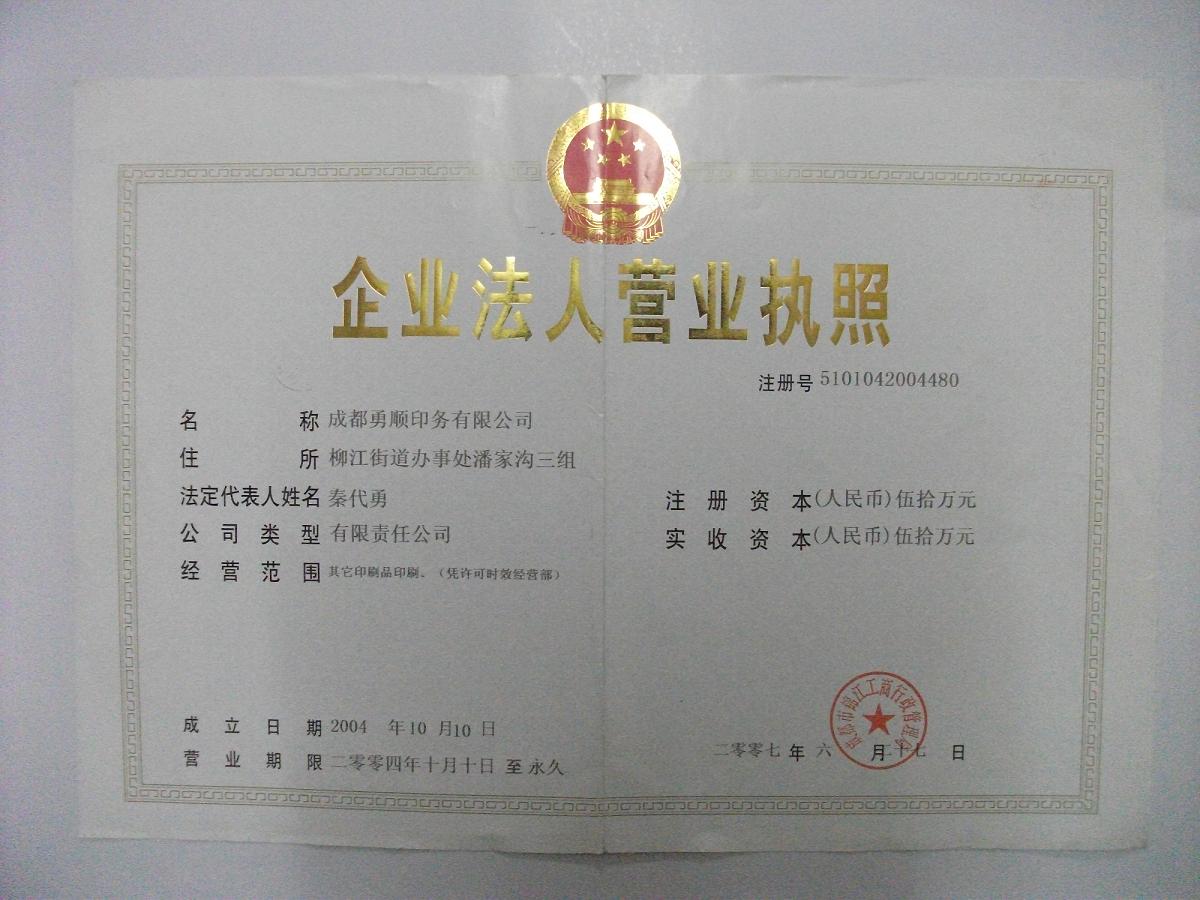 企业法人营业执照
注册号 5101042004480
名称 成都勇顺印务有限公司
住所 柳江街道办事处潘家沟三组
法定代表人姓名 秦代勇
注册资本 (人民币)伍拾万元
公司类型 有限责任公司
实收资本 (人民币)伍拾万元
经营范围 其它印刷品印刷。（凭许可时效经营部）
成立日期 2004 年10 月10 日
营业期限 二零零四年十月十日 至 永久
二零零七 年 六 月 二十七 日
成都市锦江工商行政管理局